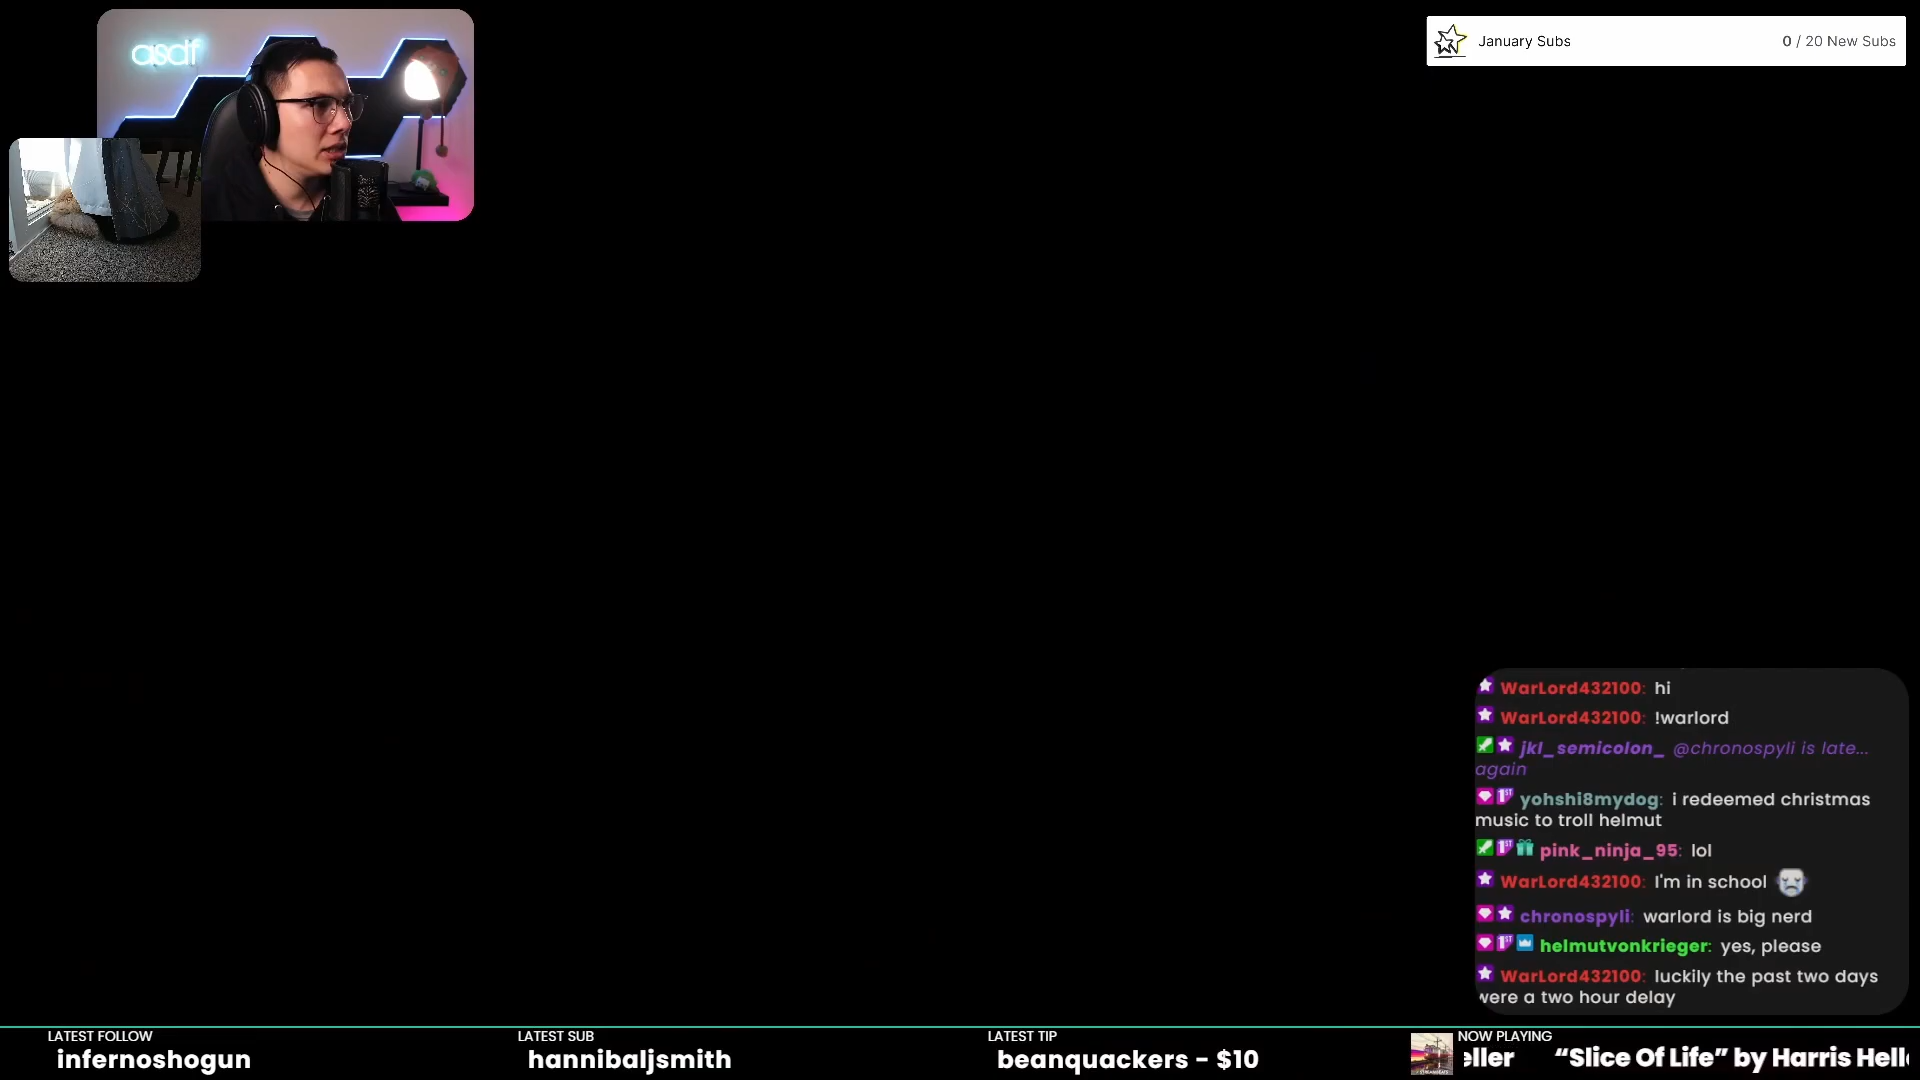 asdf
January Subs
0 / 20 New Subs
WarLord432100: hi
WarLord432100: !warlord
jkl_semicolon_ @chronospyli is late...
again
yohshi8mydog: i redeemed christmas
music to troll helmut
pink_ninja_95: lol
WarLord432100: I'm in school
chronospyli: warlord is big nerd
helmutvonkrieger: yes, please
WarLord432100: luckily the past two days
were a two hour delay
LATEST FOLLOW
infernoshogun
LATEST SUB
hannibaljsmith
LATEST TIP
beanquackers - $10
NOW PLAYING
eller “Slice Of Life” by Harris Helle